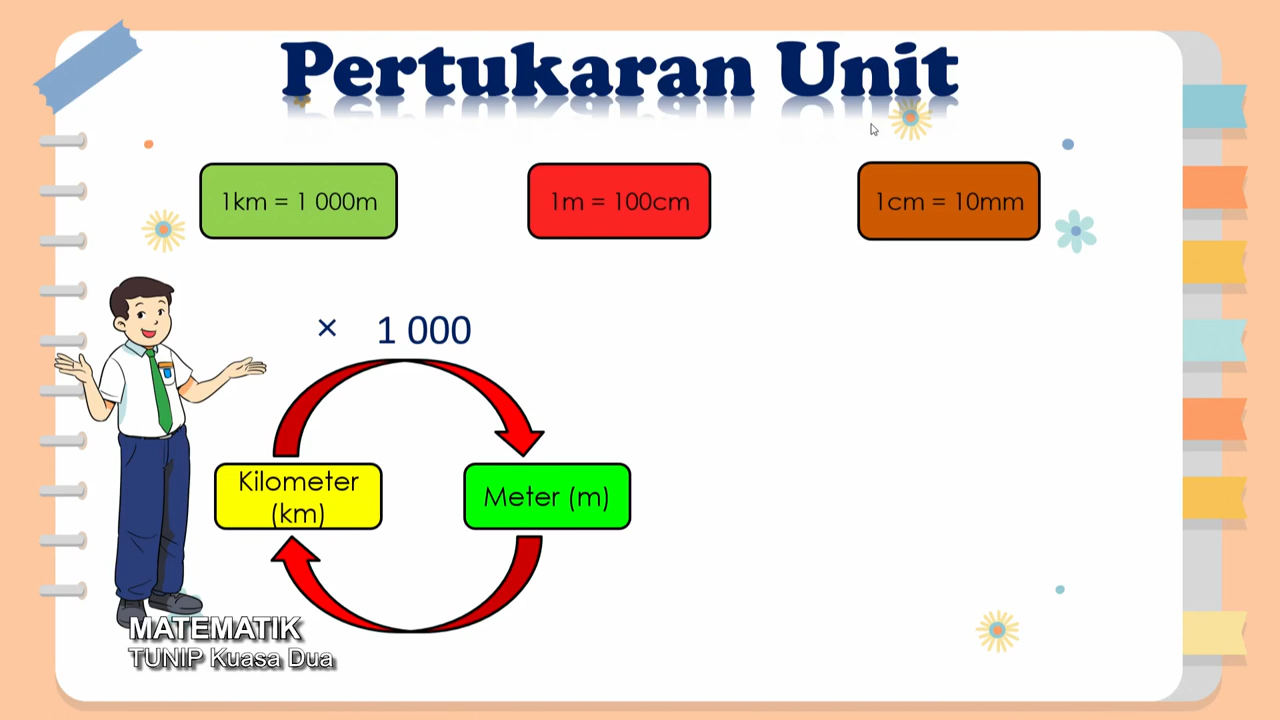 Pertukaran Unit
1km = 1 000m
1m = 100cm
1cm = 10mm
× 1 000
Kilometer
(km)
Meter (m)
MATEMATIK
TUNIP Kuasa Dua